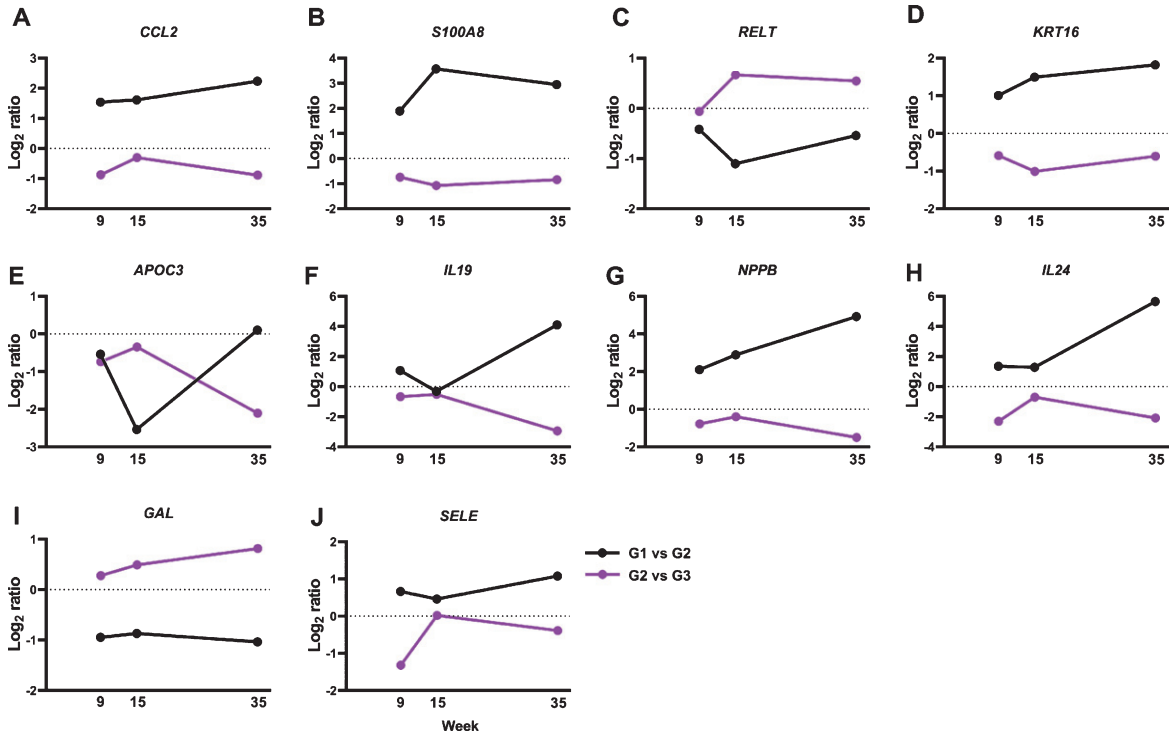 A
CCL2
Log2 ratio
3
2
1
0
-1
-2
9 15 35
B
S100A8
Log2 ratio
4
3
2
1
0
-1
-2
9 15 35
C
RELT
Log2 ratio
1
0
-1
-2
9 15 35
D
KRT16
Log2 ratio
2
1
0
-1
-2
9 15 35
E
APOC3
Log2 ratio
1
0
-1
-2
-3
9 15 35
F
IL19
Log2 ratio
6
4
2
0
-2
-4
9 15 35
G
NPPB
Log2 ratio
6
4
2
0
-2
9 15 35
H
IL24
Log2 ratio
6
4
2
0
-2
-4
9 15 35
I
GAL
Log2 ratio
1
0
-1
-2
9 15 35
J
SELE
Log2 ratio
2
1
0
-1
-2
9 15 35
Week
G1 vs G2
G2 vs G3